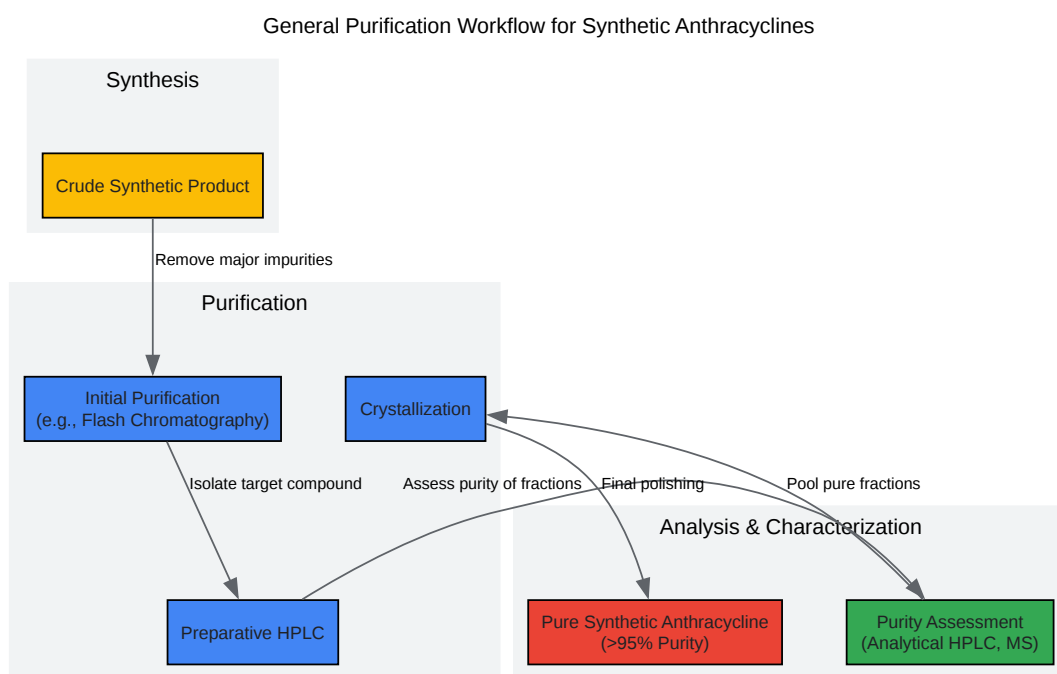 General Purification Workflow for Synthetic Anthracyclines
Synthesis
Crude Synthetic Product
Remove major impurities
Purification
Initial Purification
(e.g., Flash Chromatography)
Crystallization
Isolate target compound
Assess purity of fractions
Final polishing
Pool pure fractions
Analysis & Characterization
Preparative HPLC
Pure Synthetic Anthracycline
(>95% Purity)
Purity Assessment
(Analytical HPLC, MS)